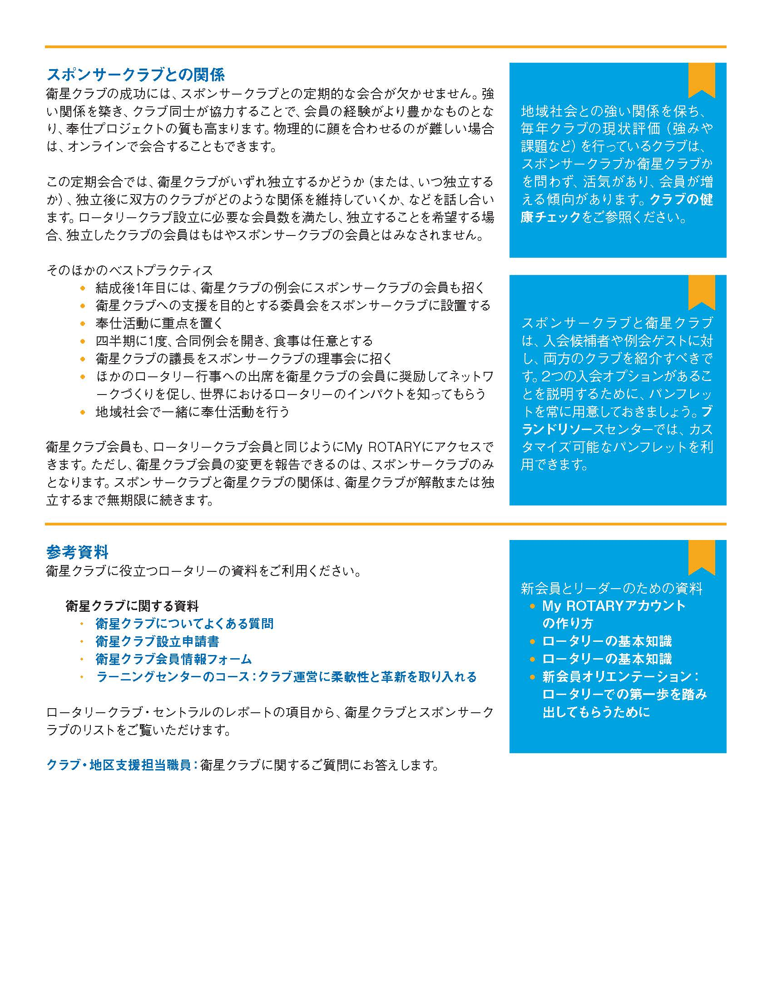 スポンサークラブとの関係
衛星クラブの成功には、スポンサークラブとの定期的な会合が欠かせません。強
い関係を築き、クラブ同士が協力することで、会員の経験がより豊かなものとな
り、奉仕プロジェクトの質も高まります。物理的に顔を合わせるのが難しい場合
は、オンラインで会合することもできます。
この定期会合では、衛星クラブがいずれ独立するかどうか（または、いつ独立する
か）、独立後に双方のクラブがどのような関係を維持していくか、などを話し合い
ます。ロータリークラブ設立に必要な会員数を満たし、独立することを希望する場
合、独立したクラブの会員はもはやスポンサークラブの会員とはみなされません。
そのほかのベストプラクティス
• 結成後1年目には、衛星クラブの例会にスポンサークラブの会員も招く
• 衛星クラブへの支援を目的とする委員会をスポンサークラブに設置する
• 奉仕活動に重点を置く
• 四半期に1度、合同例会を開き、食事は任意とする
• 衛星クラブの議長をスポンサークラブの理事会に招く
• ほかのロータリー行事への出席を衛星クラブの会員に奨励してネットワ
ークづくりを促し、世界におけるロータリーのインパクトを知ってもらう
• 地域社会で一緒に奉仕活動を行う
衛星クラブ会員も、ロータリークラブ会員と同じようにMy ROTARYにアクセスで
きます。ただし、衛星クラブ会員の変更を報告できるのは、スポンサークラブのみ
となります。スポンサークラブと衛星クラブの関係は、衛星クラブが解散または独
立するまで無期限に続きます。
地域社会との強い関係を保ち、
毎年クラブの現状評価（強みや
課題など）を行っているクラブは、
スポンサークラブか衛星クラブか
を問わず、活気があり、会員が増
える傾向があります。クラブの健
康チェックをご参照ください。
スポンサークラブと衛星クラブ
は、入会候補者や例会ゲストに対
し、両方のクラブを紹介すべきで
す。2つの入会オプションがあるこ
とを説明するために、パンフレッ
トを常に用意しておきましょう。ブ
ランドリソースセンターでは、カス
タマイズ可能なパンフレットを利
用できます。
参考資料
衛星クラブに役立つロータリーの資料をご利用ください。
衛星クラブに関する資料
• 衛星クラブについてよくある質問
• 衛星クラブ設立申請書
• 衛星クラブ会員情報フォーム
• ラーニングセンターのコース：クラブ運営に柔軟性と革新を取り入れる
ロータリークラブ・セントラルのレポートの項目から、衛星クラブとスポンサーク
ラブのリストをご覧いただけます。
クラブ・地区支援担当職員：衛星クラブに関するご質問にお答えします。
新会員とリーダーのための資料
• My ROTARYアカウント
の作り方
• ロータリーの基本知識
• ロータリーの基本知識
• 新会員オリエンテーション：
ロータリーでの第一歩を踏み
出してもらうために